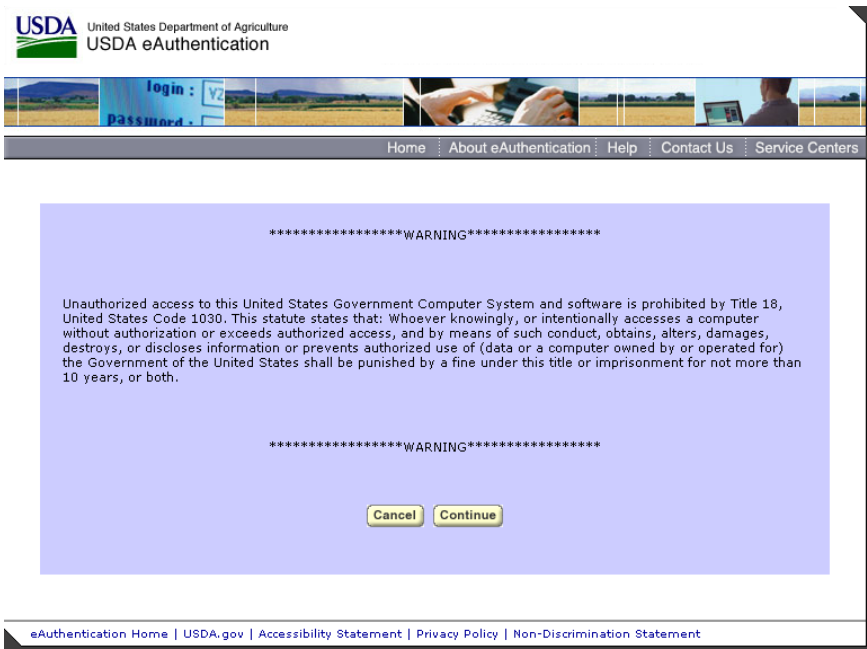 USDA United States Department of Agriculture
USDA eAuthentication
login : YZ
password :
Home About eAuthentication Help Contact Us Service Centers
*****************WARNING*****************
Unauthorized access to this United States Government Computer System and software is prohibited by Title 18,
United States Code 1030. This statute states that: Whoever knowingly, or intentionally accesses a computer
without authorization or exceeds authorized access, and by means of such conduct, obtains, alters, damages,
destroys, or discloses information or prevents authorized use of (data or a computer owned by or operated for)
the Government of the United States shall be punished by a fine under this title or imprisonment for not more than
10 years, or both.
*****************WARNING*****************
Cancel Continue
eAuthentication Home | USDA.gov | Accessibility Statement | Privacy Policy | Non-Discrimination Statement